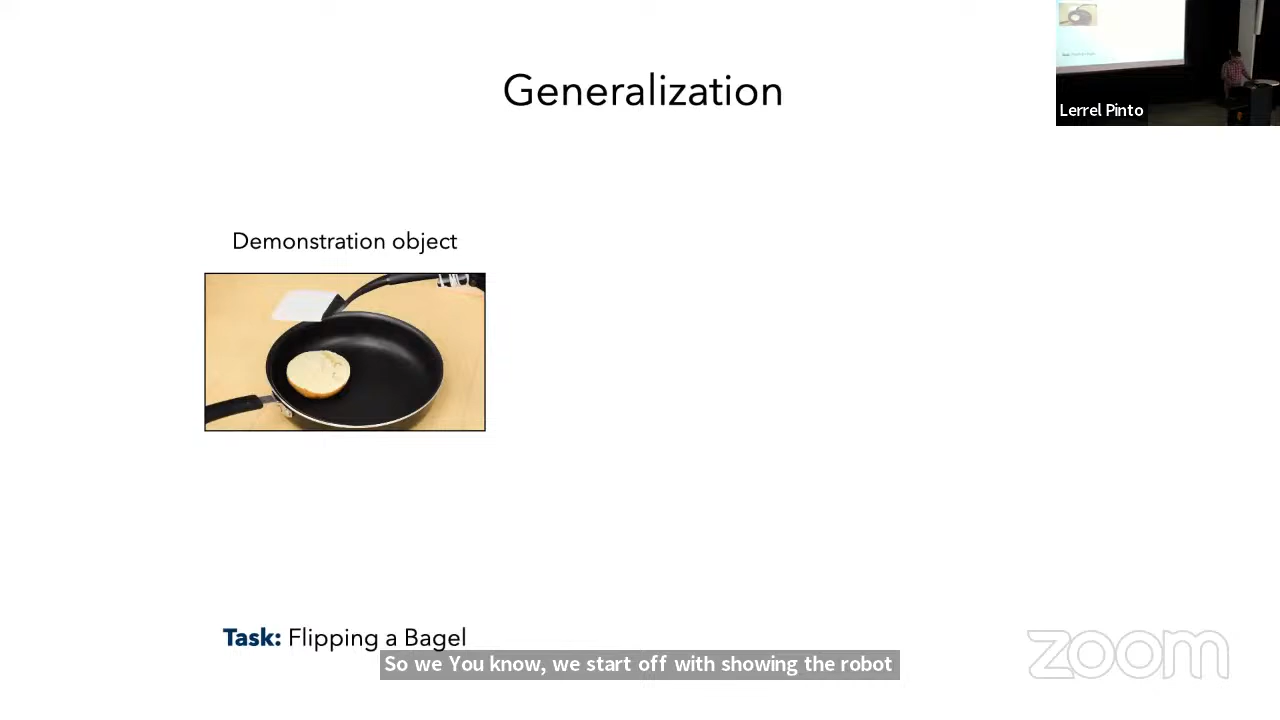 Generalization
Lerrel Pinto
Demonstration object
Task: Flipping a Bagel
So we You know, we start off with showing the robot
zoom